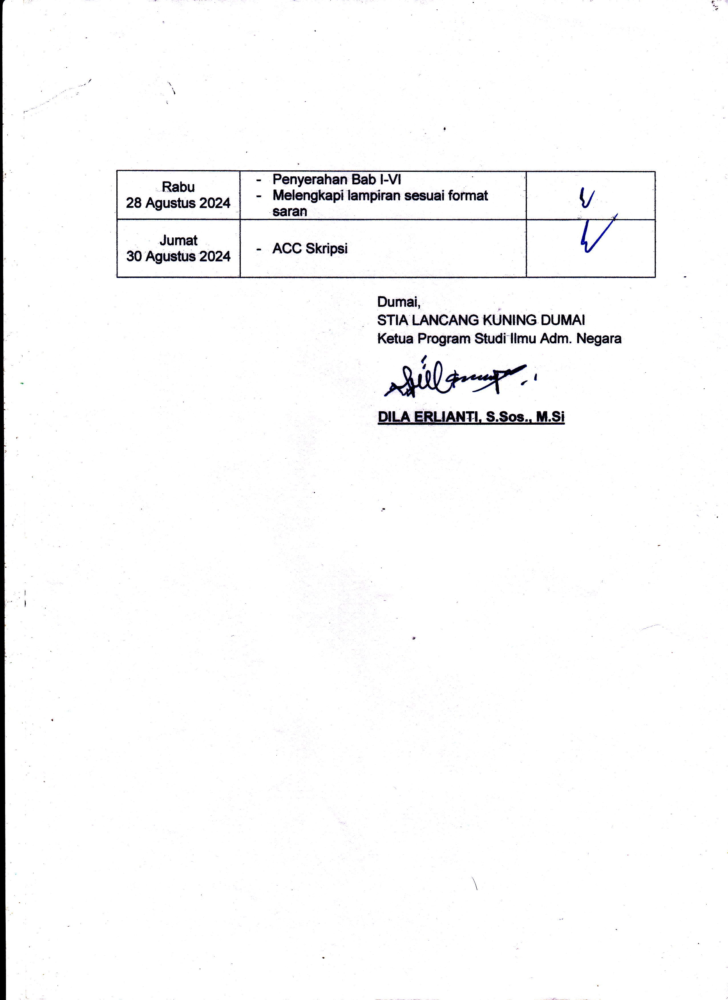 Rabu
28 Agustus 2024
- Penyerahan Bab I-VI
- Melengkapi lampiran sesuai format
saran
Jumat
30 Agustus 2024
- ACC Skripsi
Dumai,
STIA LANCANG KUNING DUMAI
Ketua Program Studi Ilmu Adm. Negara
DILA ERLIANTI, S.Sos., M.Si